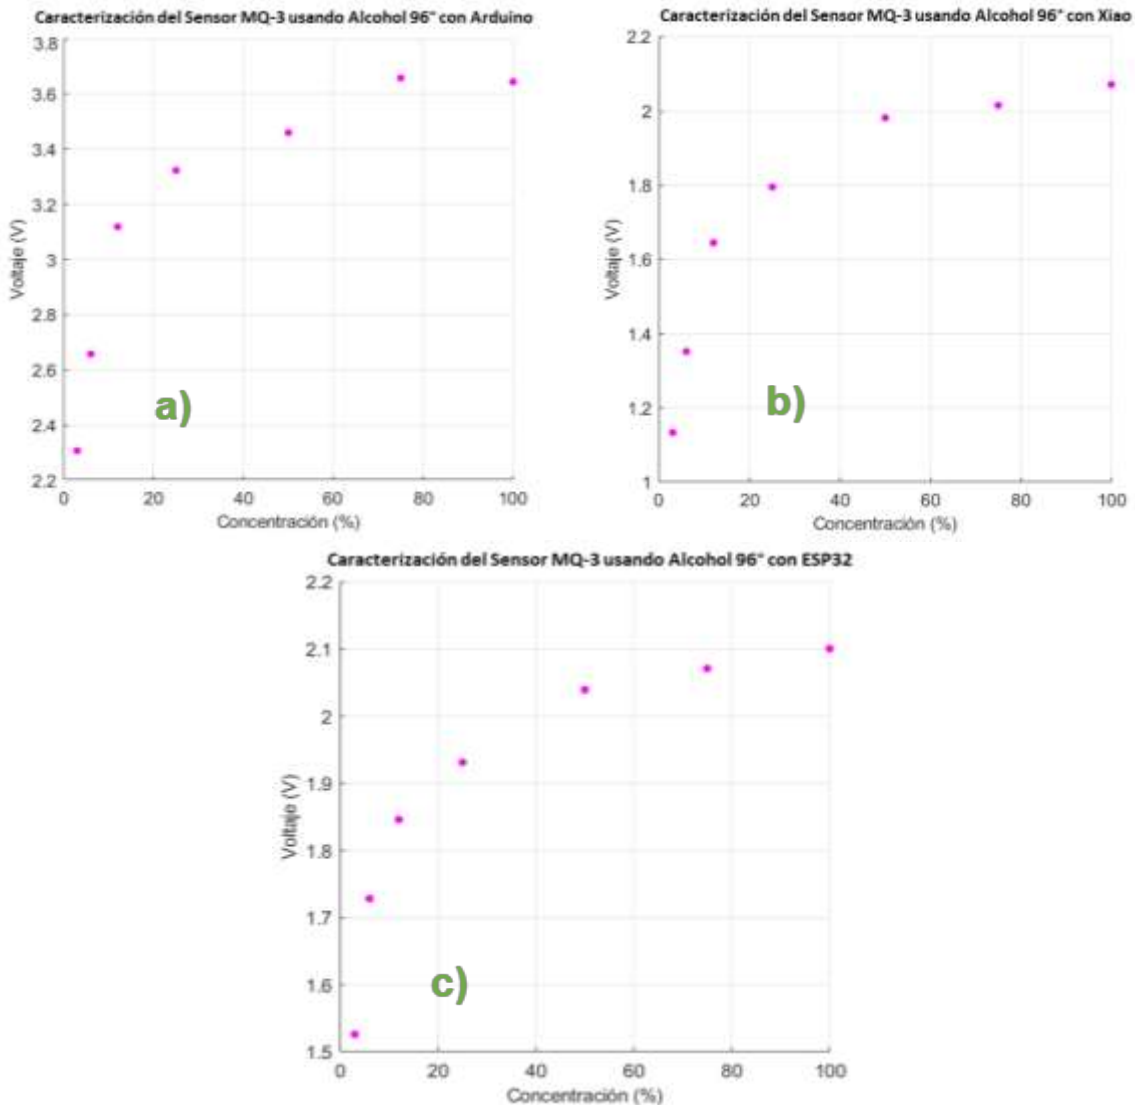 Caracterización del Sensor MQ-3 usando Alcohol 96° con Arduino
3.8
3.6
3.4
3.2
3
2.8
2.6
2.4
2.2
Voltaje (V)
a)
0 20 40 60 80 100
Concentración (%)
Caracterización del Sensor MQ-3 usando Alcohol 96° con Xiao
2.2
2
1.8
1.6
1.4
1.2
1
Voltaje (V)
b)
0 20 40 60 80 100
Concentración (%)
Caracterización del Sensor MQ-3 usando Alcohol 96° con ESP32
2.2
2.1
2
1.9
1.8
1.7
1.6
1.5
Voltaje (V)
c)
0 20 40 60 80 100
Concentración (%)